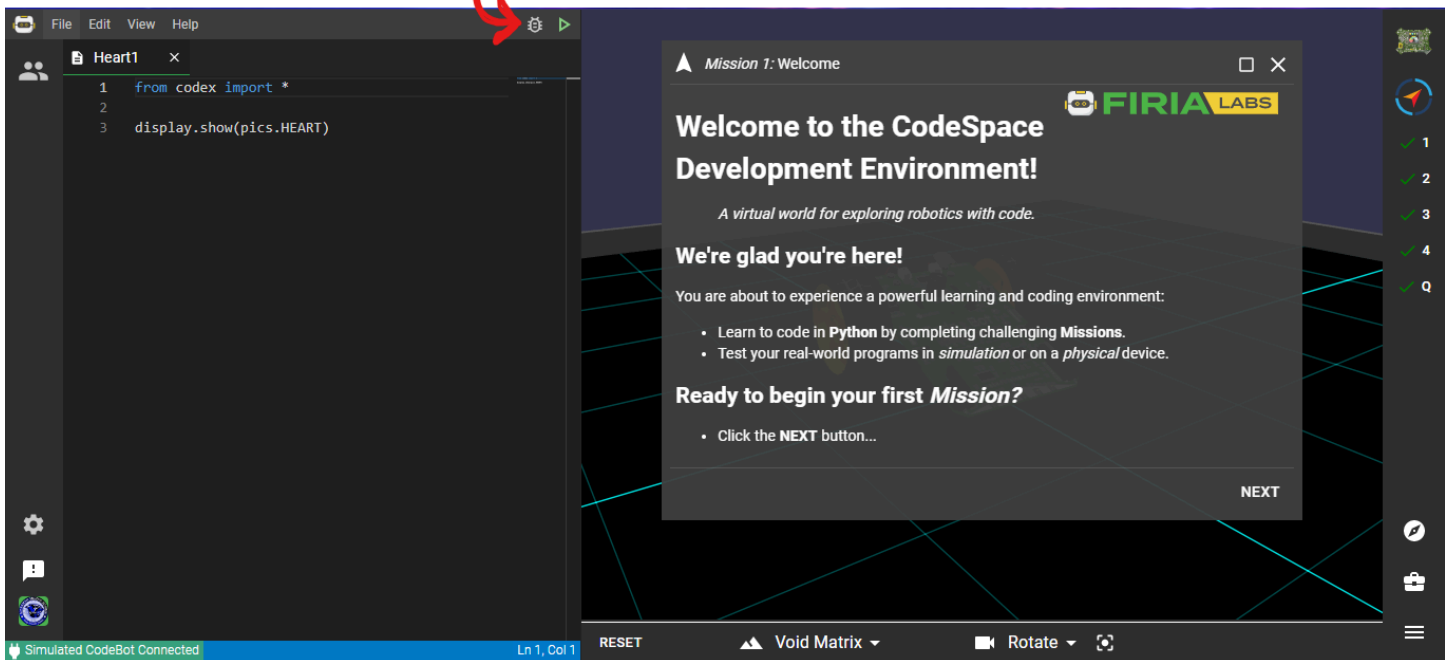 File Edit View Help
Heart1
1 from codex import *
2
3 display.show(pics.HEART)
Simulated CodeBot Connected
Ln 1, Col 1
Mission 1: Welcome
FIRIA LABS
Welcome to the CodeSpace
Development Environment!
A virtual world for exploring robotics with code.
We're glad you're here!
You are about to experience a powerful learning and coding environment:
• Learn to code in Python by completing challenging Missions.
• Test your real-world programs in simulation or on a physical device.
Ready to begin your first Mission?
• Click the NEXT button...
NEXT
RESET
Void Matrix
Rotate
1
2
3
4
Q